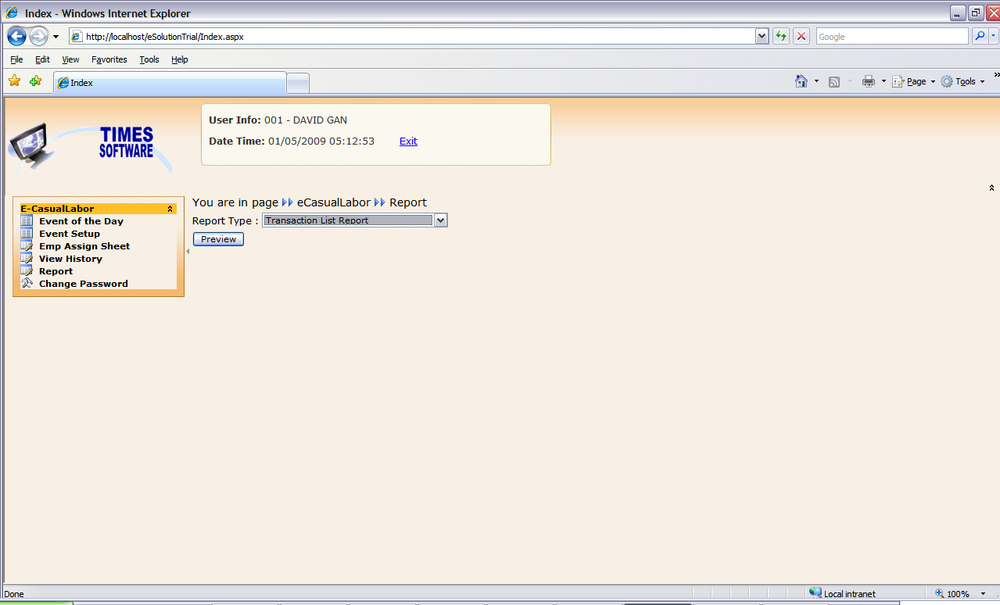 Index - Windows Internet Explorer
http://localhost/eSolutionTrial/Index.aspx
Google
File Edit View Favorites Tools Help
Index
Page Tools
TIMES
SOFTWARE
User Info: 001 - DAVID GAN
Date Time: 01/05/2009 05:12:53 Exit
E-CasualLabor
Event of the Day
Event Setup
Emp Assign Sheet
View History
Report
Change Password
You are in page eCasualLabor Report
Report Type : Transaction List Report
Preview
Done
Local intranet
100%